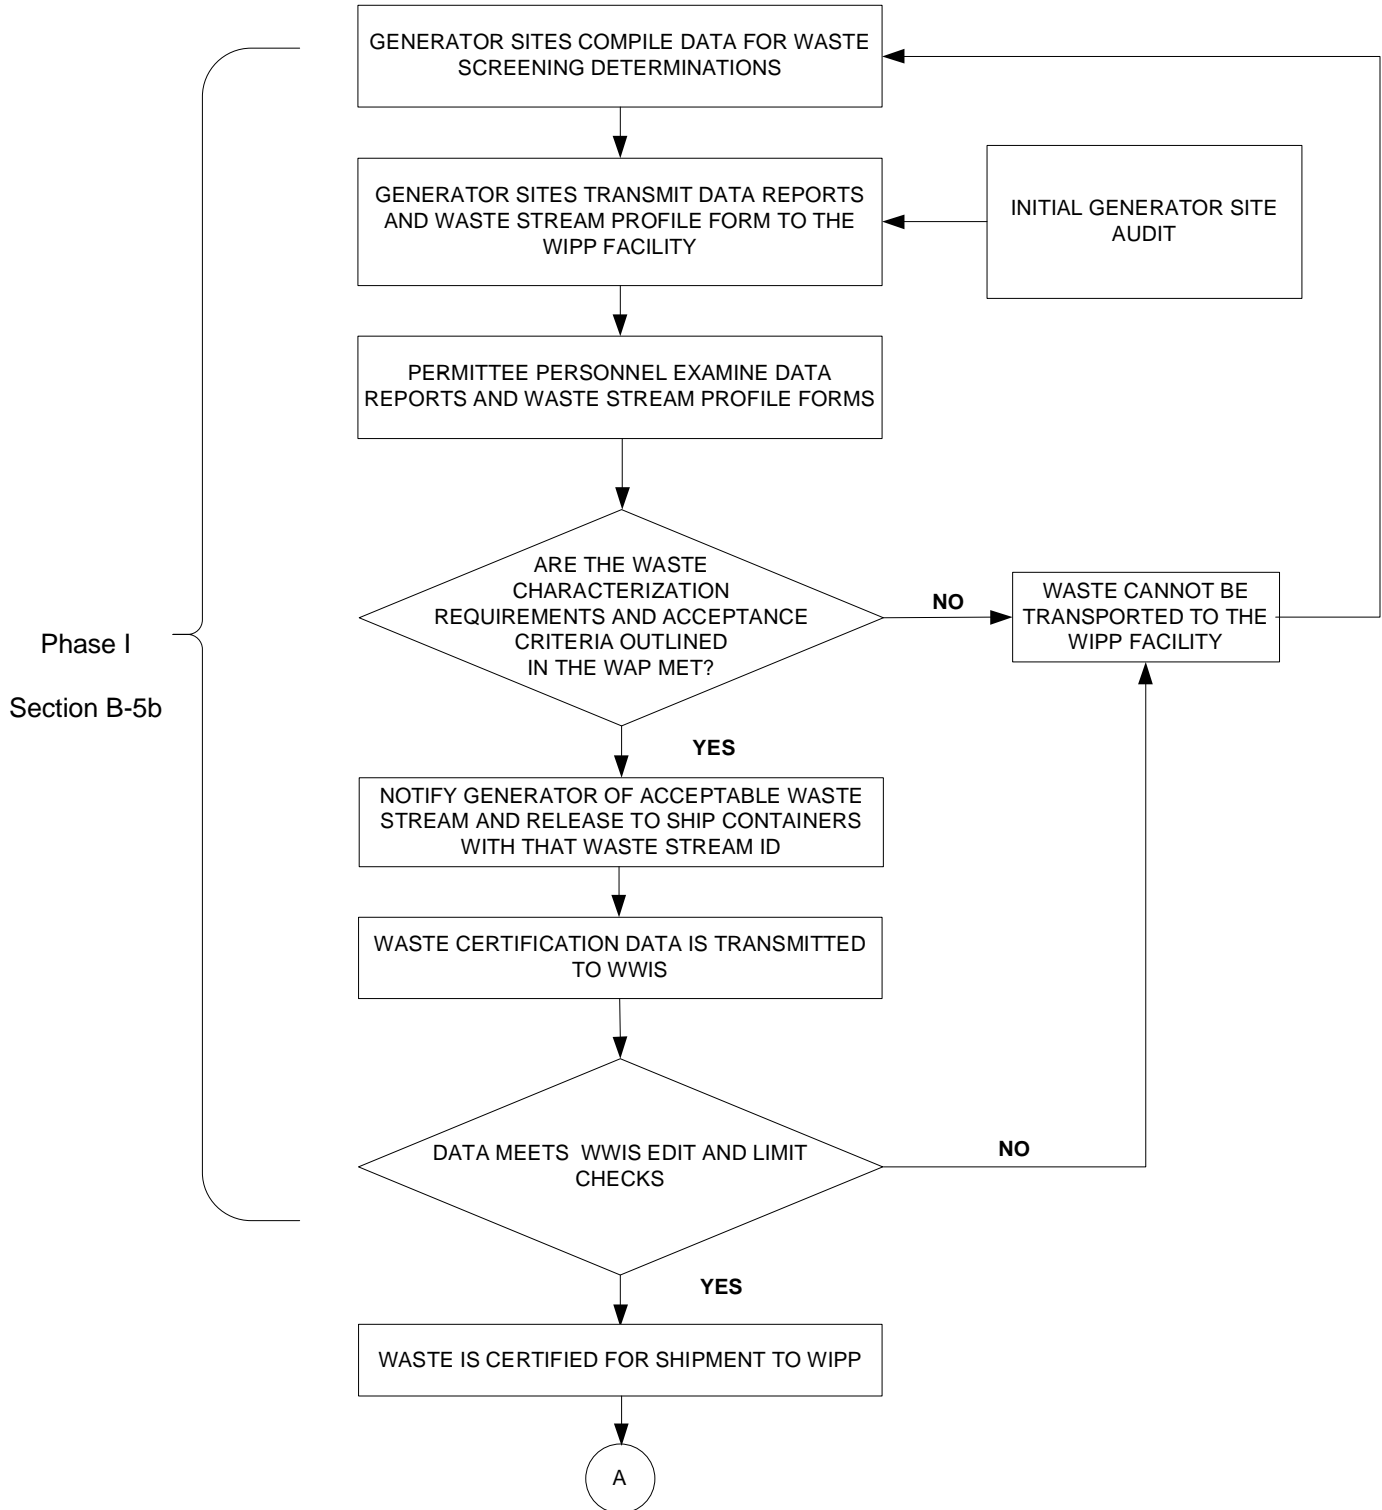 GENERATOR SITES COMPILE DATA FOR WASTE
SCREENING DETERMINATIONS
GENERATOR SITES TRANSMIT DATA REPORTS
AND WASTE STREAM PROFILE FORM TO THE
WIPP FACILITY
INITIAL GENERATOR SITE
AUDIT
PERMITTEE PERSONNEL EXAMINE DATA
REPORTS AND WASTE STREAM PROFILE FORMS
ARE THE WASTE
CHARACTERIZATION
REQUIREMENTS AND ACCEPTANCE
CRITERIA OUTLINED
IN THE WAP MET?
NO
WASTE CANNOT BE
TRANSPORTED TO THE
WIPP FACILITY
Phase I
Section B-5b
YES
NOTIFY GENERATOR OF ACCEPTABLE WASTE
STREAM AND RELEASE TO SHIP CONTAINERS
WITH THAT WASTE STREAM ID
WASTE CERTIFICATION DATA IS TRANSMITTED
TO WWIS
DATA MEETS  WWIS EDIT AND LIMIT
CHECKS
NO
YES
WASTE IS CERTIFIED FOR SHIPMENT TO WIPP
A